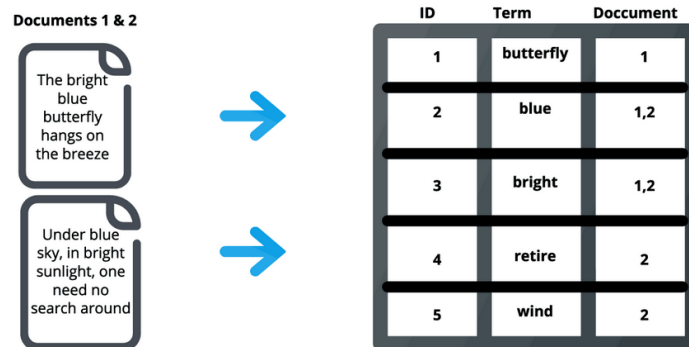 Documents 1 & 2
The bright
blue
butterfly
hangs on
the breeze
Under blue
sky, in bright
sunlight, one
need no
search around
ID Term Doccument
1 butterfly 1
2 blue 1,2
3 bright 1,2
4 retire 2
5 wind 2